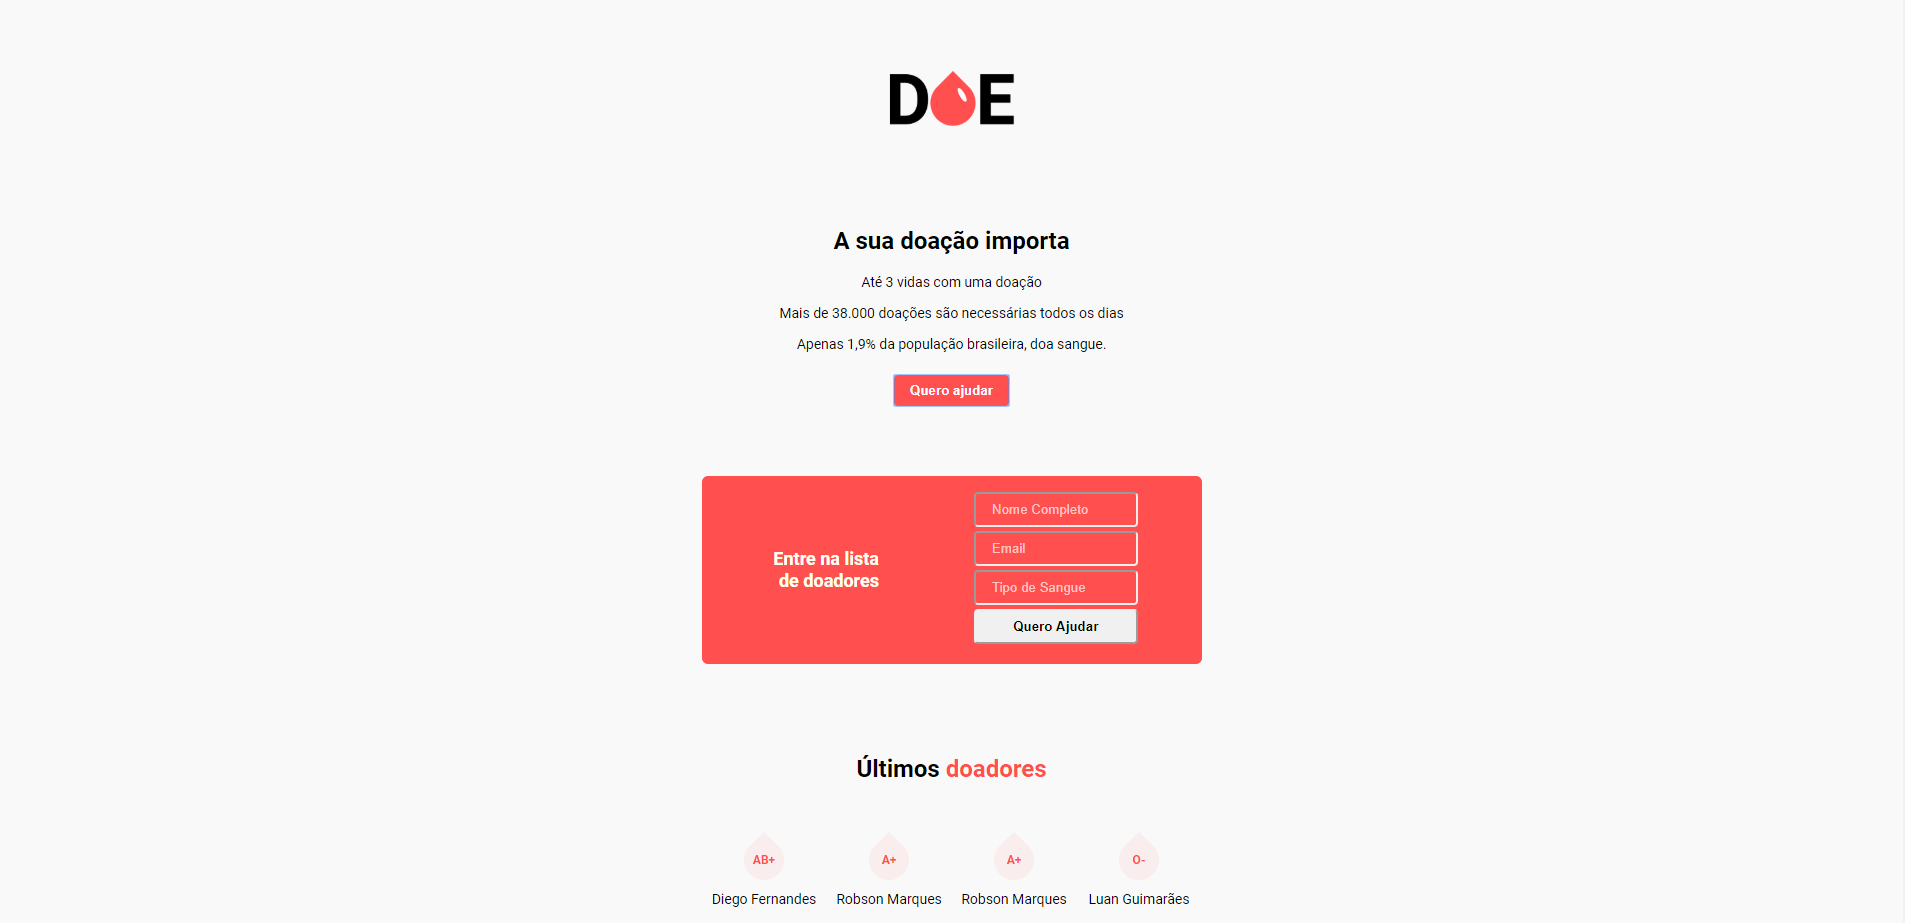 DOE
A sua doação importa
Até 3 vidas com uma doação
Mais de 38.000 doações são necessárias todos os dias
Apenas 1,9% da população brasileira, doa sangue.
Quero ajudar
Entre na lista
de doadores
Nome Completo
Email
Tipo de Sangue
Quero Ajudar
Últimos doadores
AB+ A+ A+ O-
Diego Fernandes Robson Marques Robson Marques Luan Guimarães